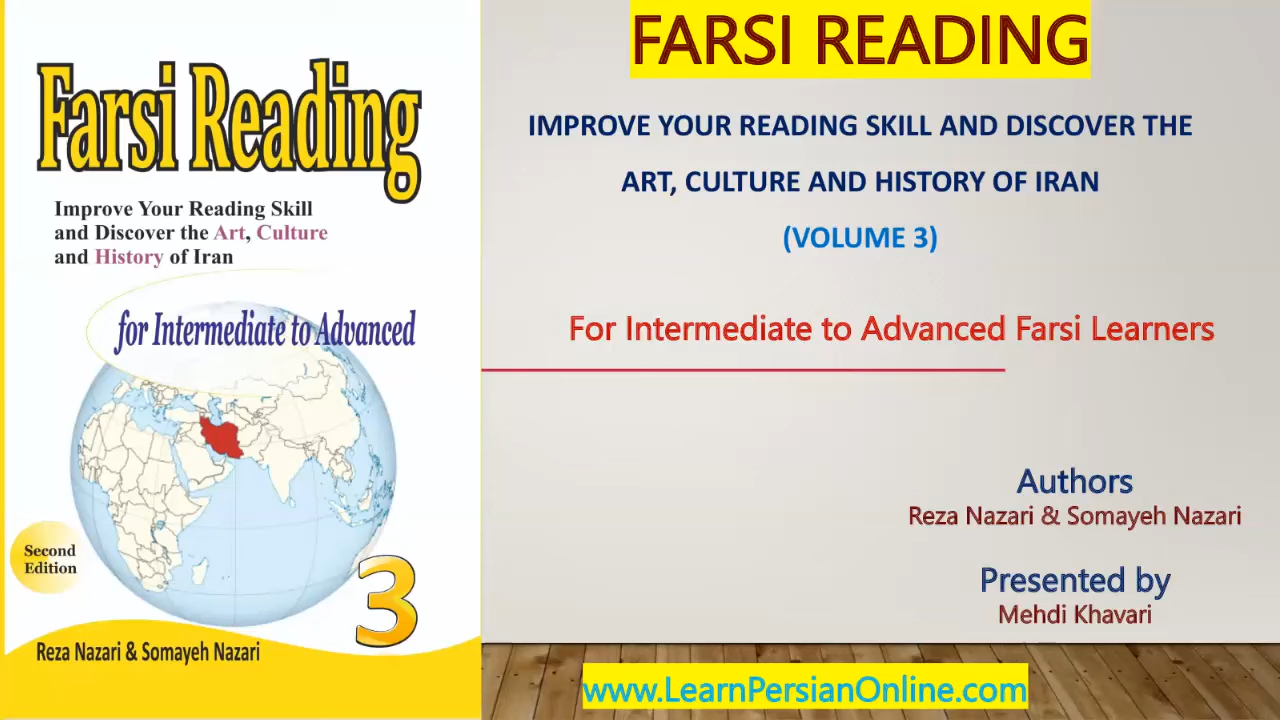 Farsi Reading
Improve Your Reading Skill
and Discover the Art, Culture
and History of Iran
for Intermediate to Advanced
Second
Edition
3
Reza Nazari & Somayeh Nazari
FARSI READING
IMPROVE YOUR READING SKILL AND DISCOVER THE
ART, CULTURE AND HISTORY OF IRAN
(VOLUME 3)
For Intermediate to Advanced Farsi Learners
Authors
Reza Nazari & Somayeh Nazari
Presented by
Mehdi Khavari
www.LearnPersianOnline.com